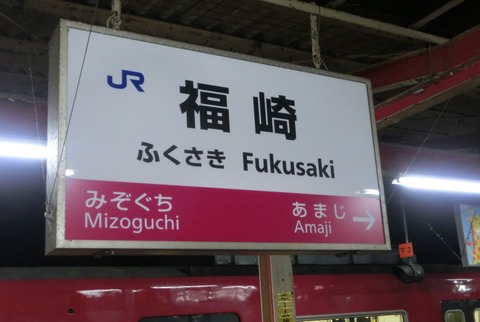 JR
福崎
ふくさき Fukusaki
みぞぐち
Mizoguchi
あまじ
Amaji
→